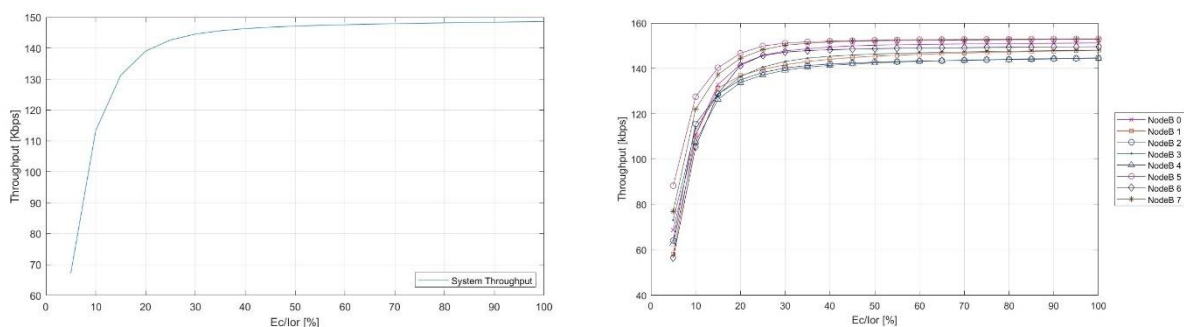 Throughput [Kbps]
150
140
130
120
110
100
90
80
70
60
0 10 20 30 40 50 60 70 80 90 100
Ec/Ior [%]
System Throughput
Throughput [kbps]
160
140
120
100
80
60
40
0 10 20 30 40 50 60 70 80 90 100
Ec/Ior [%]
NodeB 0
NodeB 1
NodeB 2
NodeB 3
NodeB 4
NodeB 5
NodeB 6
NodeB 7